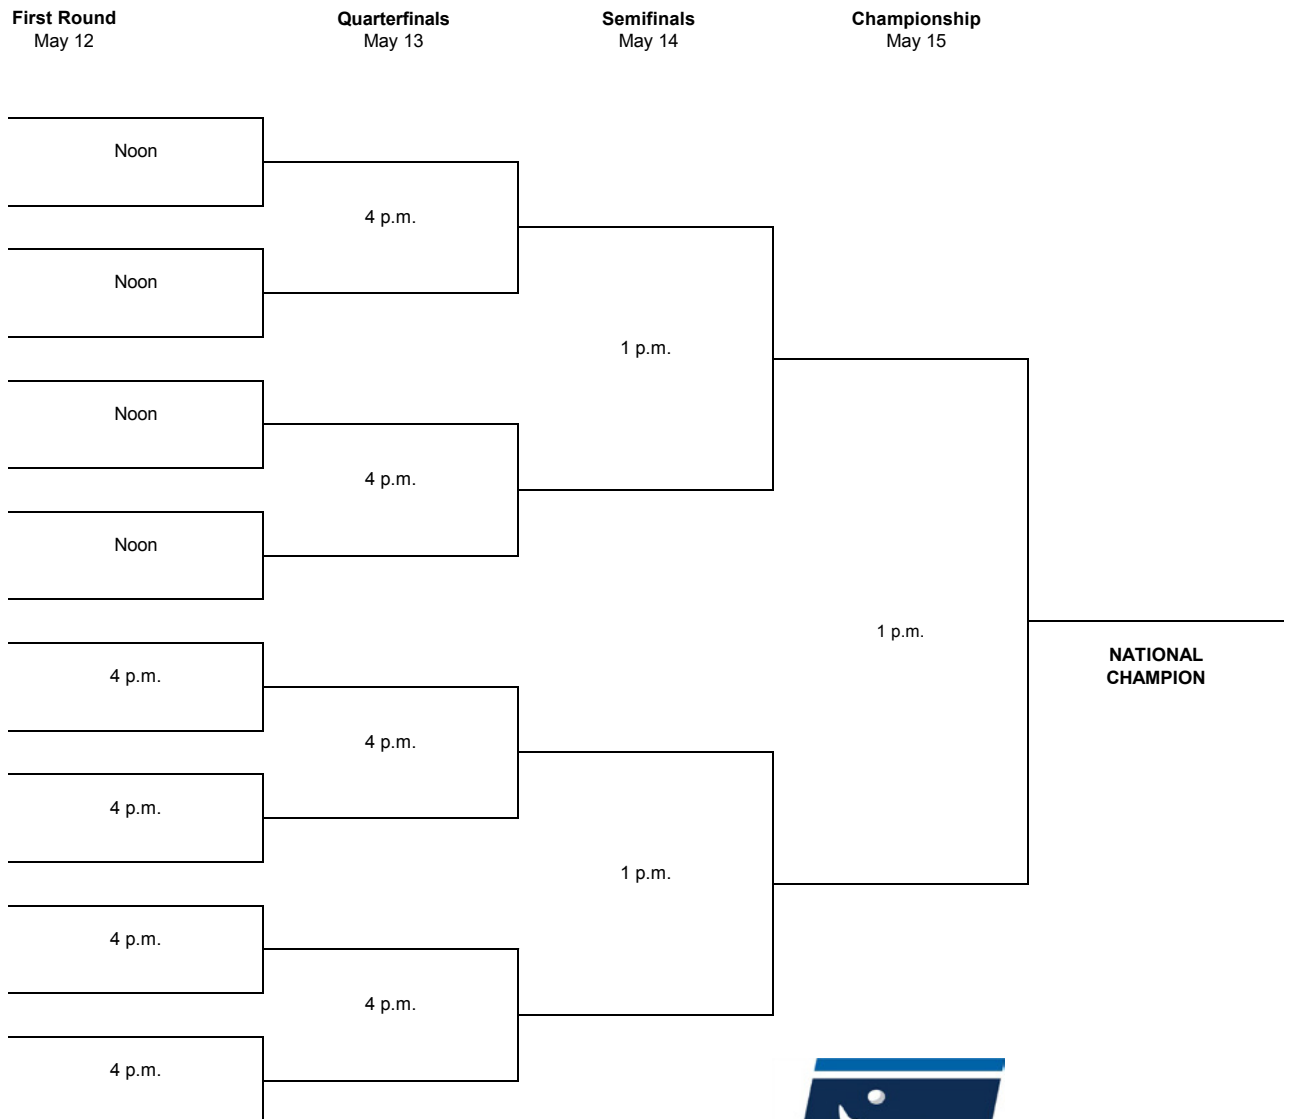 First Round
May 12
Quarterfinals
May 13
Semifinals
May 14
Championship
May 15
Noon
Noon
Noon
Noon
4 p.m.
4 p.m.
4 p.m.
4 p.m.
4 p.m.
4 p.m.
4 p.m.
4 p.m.
1 p.m.
1 p.m.
1 p.m.
NATIONAL
CHAMPION